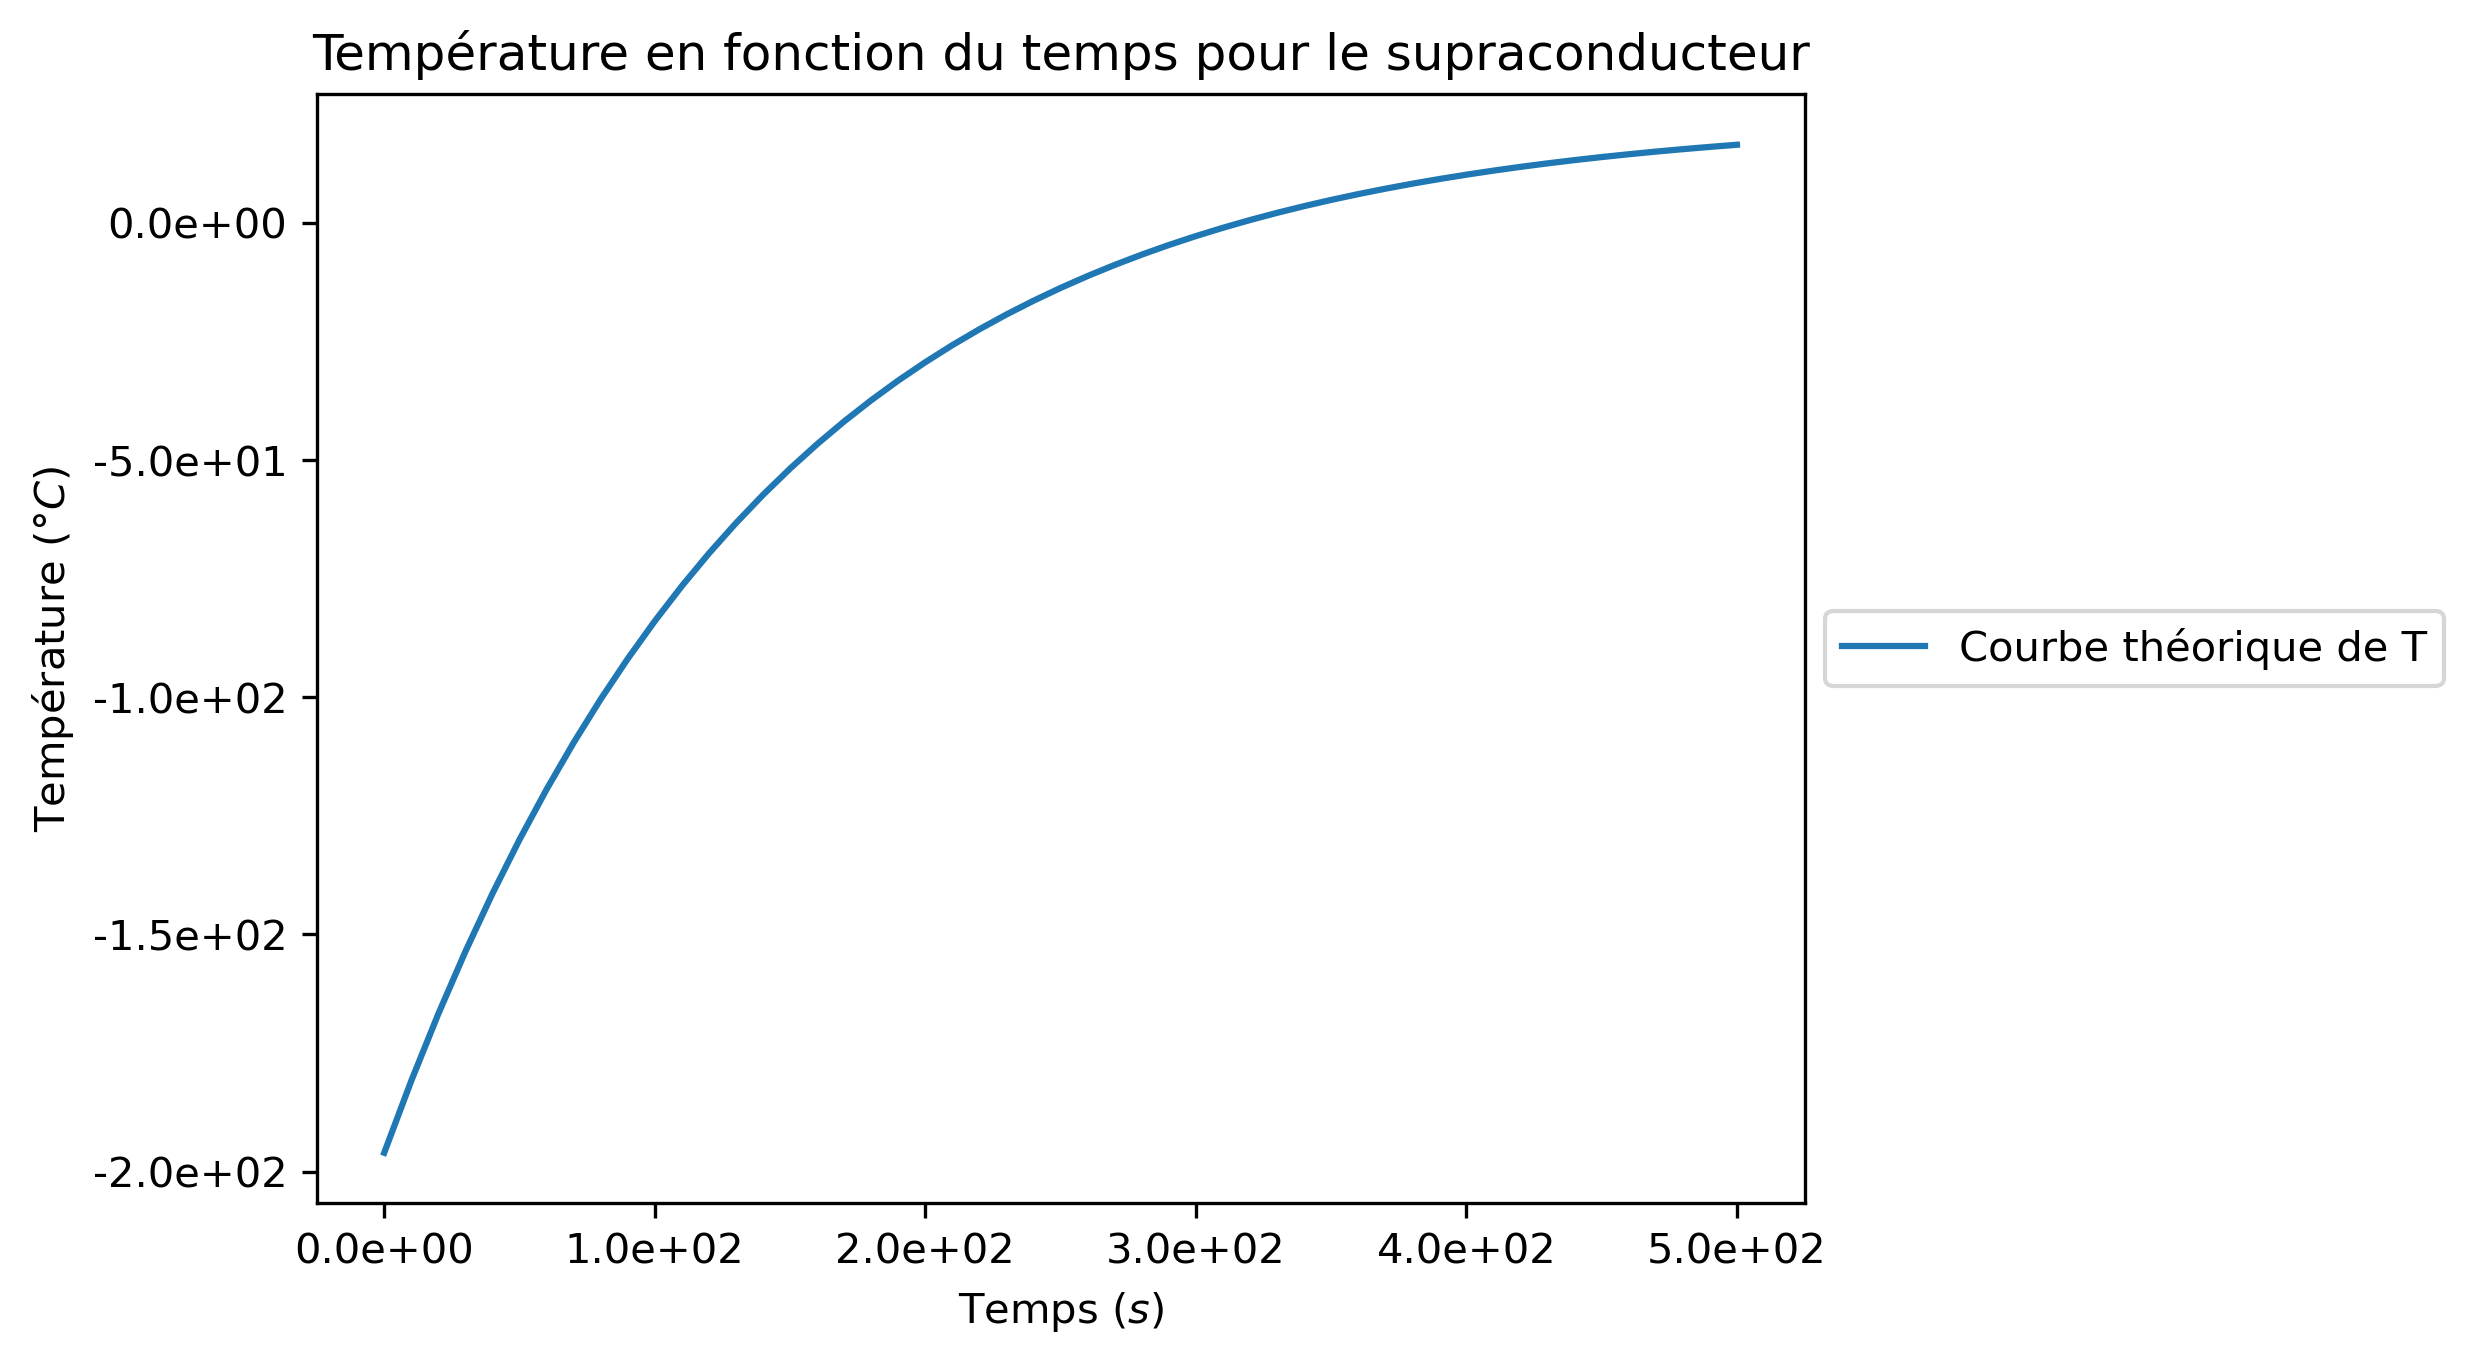 Température en fonction du temps pour le supraconducteur
Température (°C)
0.0e+00
-5.0e+01
-1.0e+02
-1.5e+02
-2.0e+02
0.0e+00 1.0e+02 2.0e+02 3.0e+02 4.0e+02 5.0e+02
Temps (s)
Courbe théorique de T